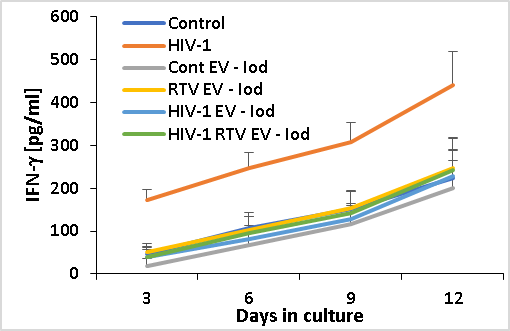 600
500
400
300
200
100
0
IFN-γ [pg/ml]
Control
HIV-1
Cont EV - Iod
RTV EV - Iod
HIV-1 EV - Iod
HIV-1 RTV EV - Iod
3 6 9 12
Days in culture